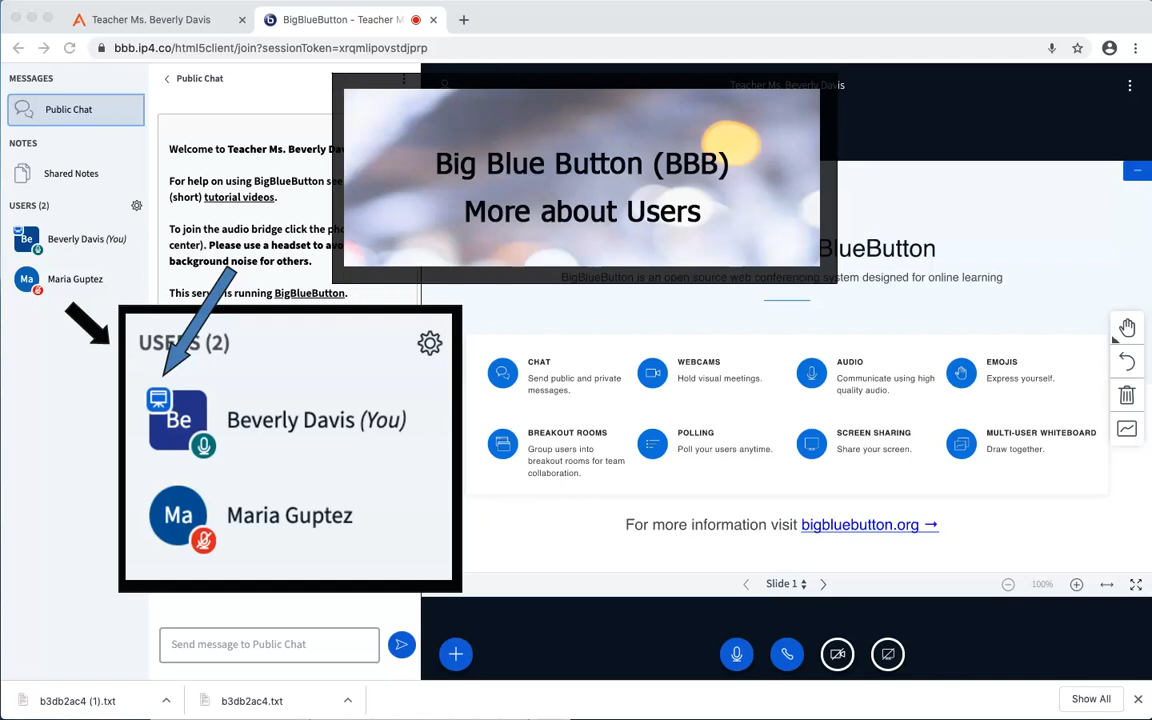 Teacher Ms. Beverly Davis
BigBlueButton - Teacher M
bbb.ip4.co/html5client/join?sessionToken=xrqmlipovstdjprp
MESSAGES
Public Chat
NOTES
Shared Notes
USERS (2)
Be
Beverly Davis (You)
Ma
Maria Guptez
Public Chat
Welcome to Teacher Ms. Beverly Da
For help on using BigBlueButton see
(short) tutorial videos.
To join the audio bridge click the pho
center). Please use a headset to avo
background noise for others.
This server is running BigBlueButton.
Teacher Ms. Beverly Davis
Big Blue Button (BBB)
More about Users
BlueButton
BigBlueButton is an open source web conferencing system designed for online learning
USERS (2)
Be
Beverly Davis (You)
Ma
Maria Guptez
CHAT
Send public and private
messages.
WEBCAMS
Hold visual meetings.
AUDIO
Communicate using high
quality audio.
EMOJIS
Express yourself.
BREAKOUT ROOMS
Group users into
breakout rooms for team
collaboration.
POLLING
Poll your users anytime.
SCREEN SHARING
Share your screen.
MULTI-USER WHITEBOARD
Draw together.
For more information visit bigbluebutton.org →
Slide 1
100%
Send message to Public Chat
b3db2ac4 (1).txt
b3db2ac4.txt
Show All